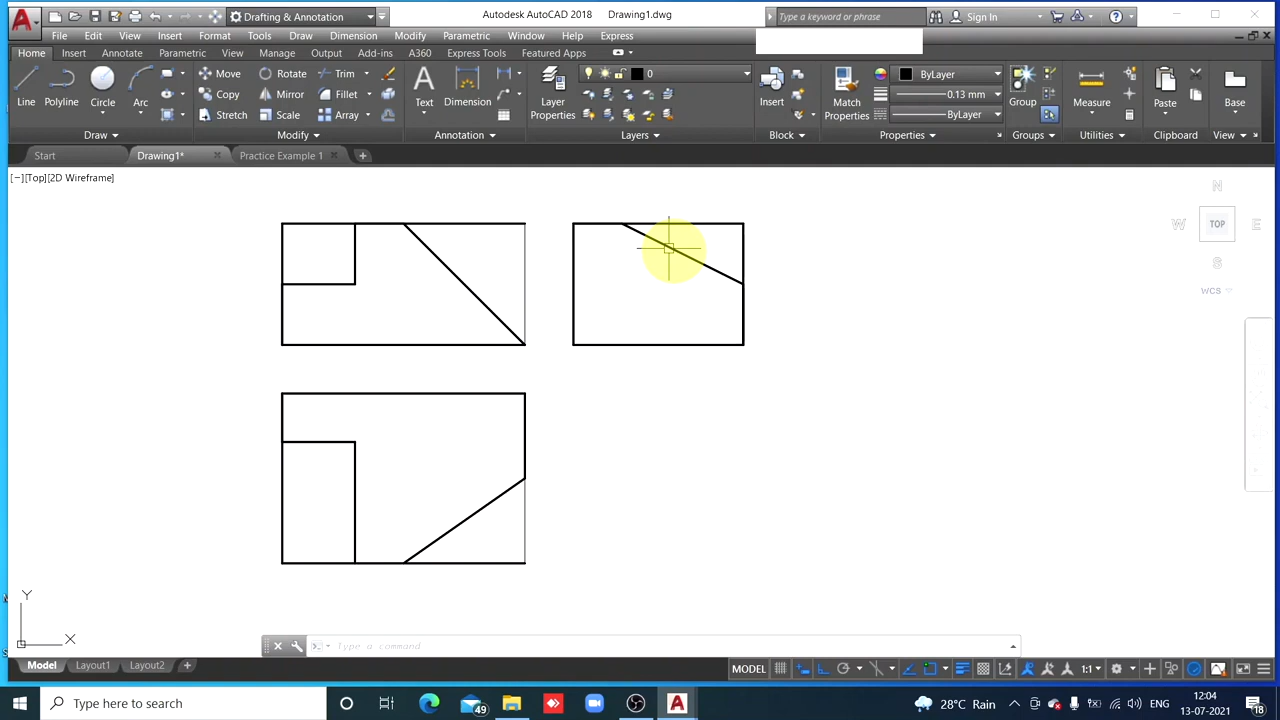 Drafting & Annotation
Autodesk AutoCAD 2018 Drawing1.dwg
Type a keyword or phrase
Sign In
File Edit View Insert Format Tools Draw Dimension Modify Parametric Window Help Express
Home Insert Annotate Parametric View Manage Output Add-ins A360 Express Tools Featured Apps
Line Polyline Circle Arc
Move Rotate Trim
Copy Mirror Fillet
Stretch Scale Array
Text Dimension
Layer Properties
0
Insert
Match Properties
ByLayer
0.13 mm
ByLayer
Group Measure Paste Base
Draw Modify Annotation Layers Block Properties Groups Utilities Clipboard View
Start Drawing1* Practice Example 1
[−][Top][2D Wireframe]
N
W TOP E
S
WCS
Y
X
Type a command
Model Layout1 Layout2
MODEL 1:1
Type here to search
49
A
28°C Rain
ENG
12:04
13-07-2021
18